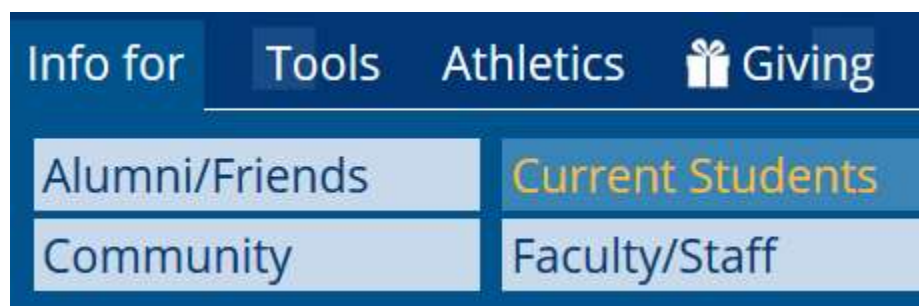 Info for Tools Athletics Giving
Alumni/Friends Current Students
Community Faculty/Staff